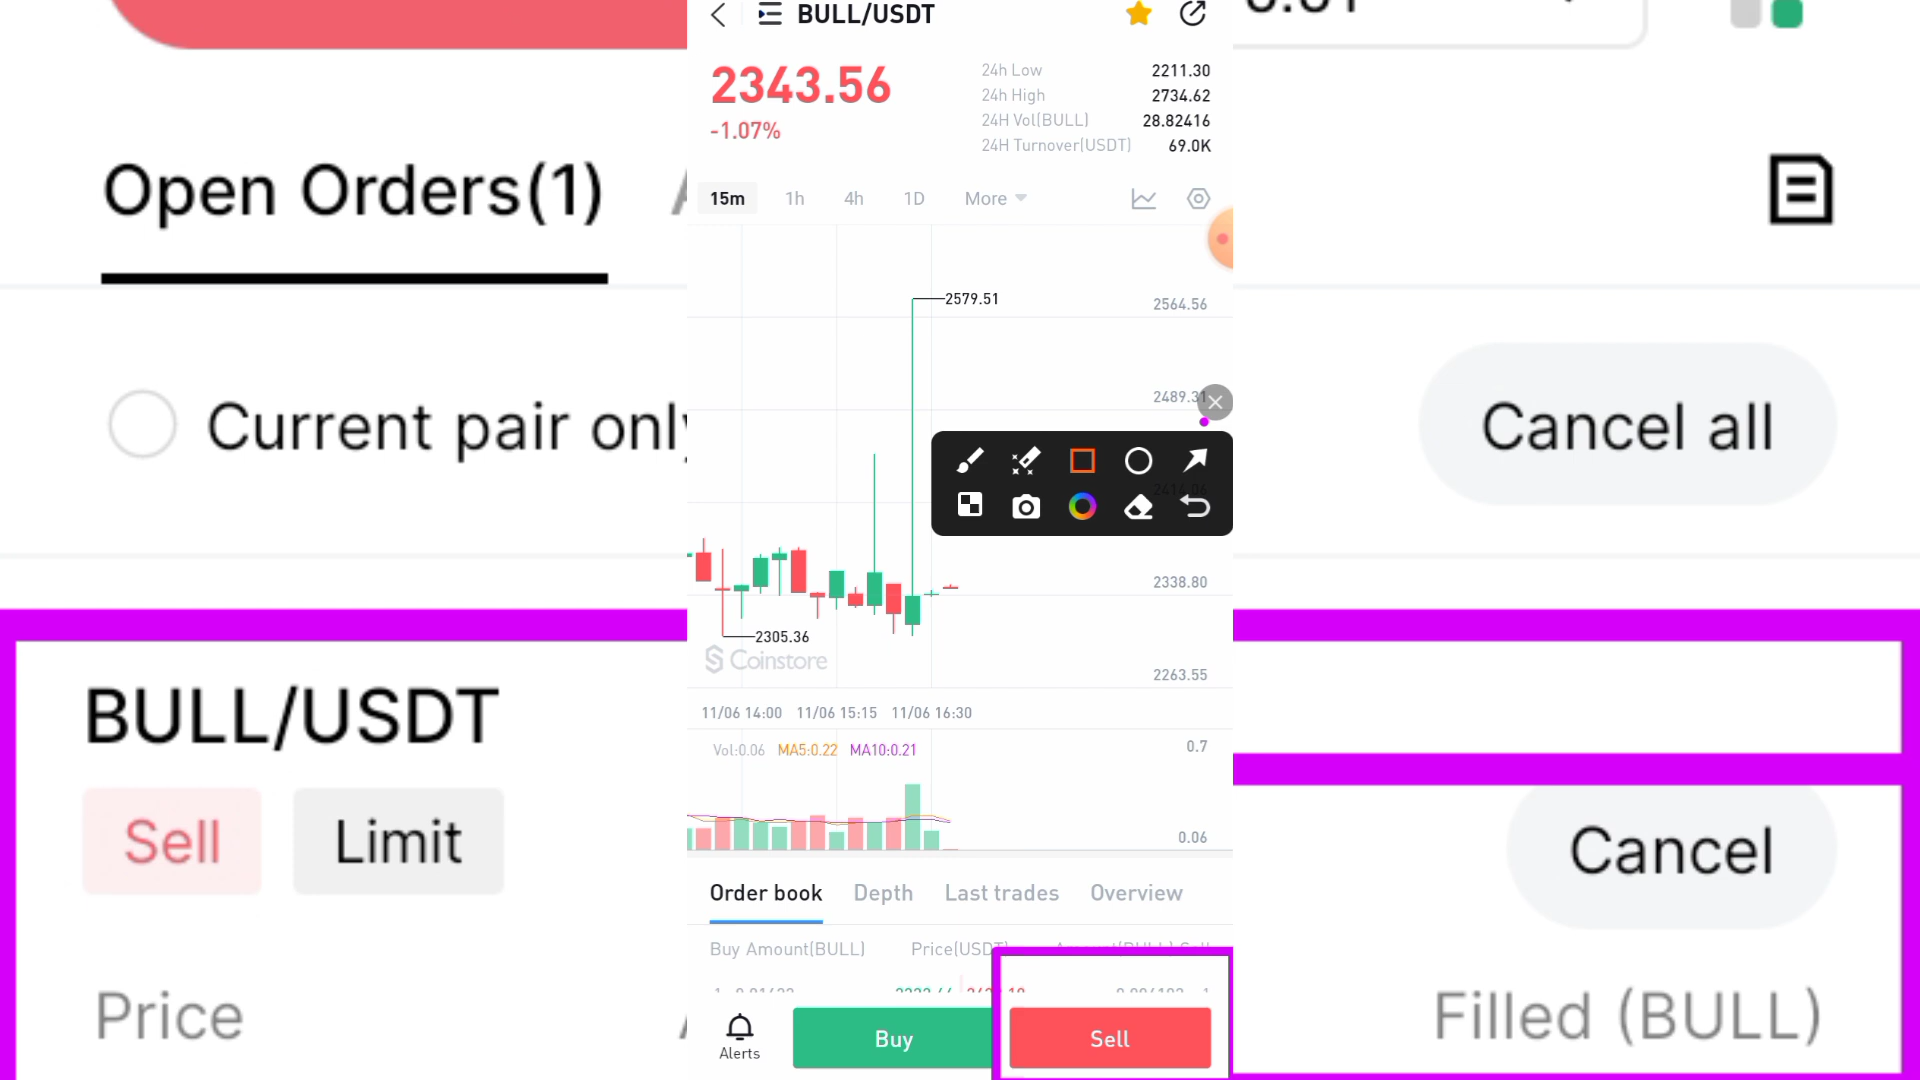 BULL/USDT
2343.56
-1.07%
24h Low 2211.30
24h High 2734.62
24H Vol(BULL) 28.82416
24H Turnover(USDT) 69.0K
15m 1h 4h 1D More
2579.51
2564.56
2489.31
2338.80
2305.36
Coinstore
2263.55
11/06 14:00 11/06 15:15 11/06 16:30
Vol:0.06 MA5:0.22 MA10:0.21
0.7
0.06
Order book Depth Last trades Overview
Buy Amount(BULL) Price(USDT)
Alerts
Buy
Sell
Open Orders(1)
Current pair only
Cancel all
BULL/USDT
Sell Limit
Cancel
Price
Filled (BULL)